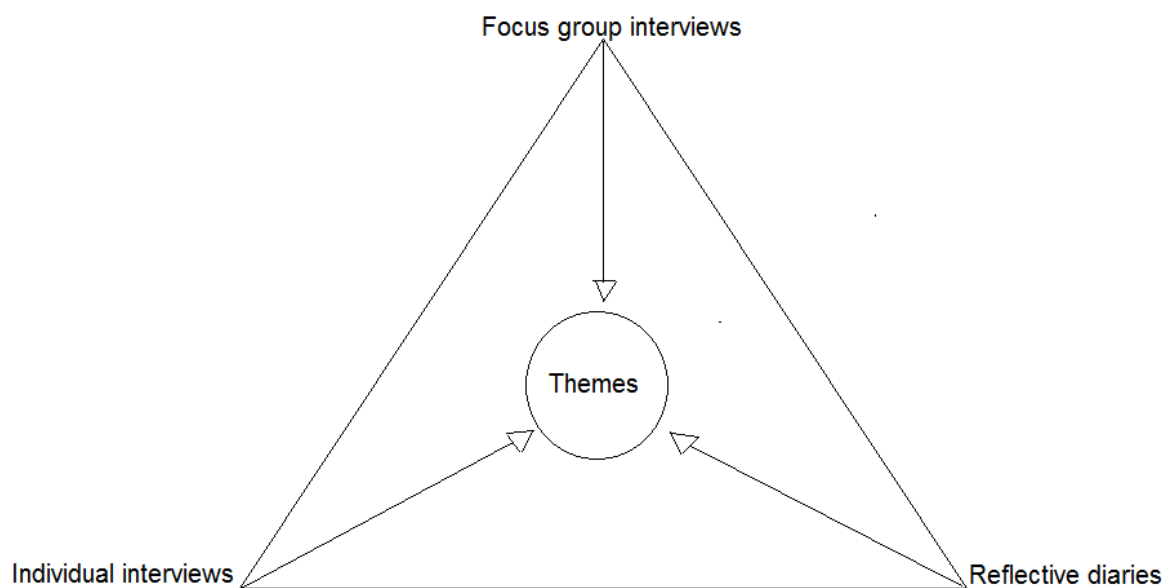 Focus group interviews
Themes
Individual interviews
Reflective diaries